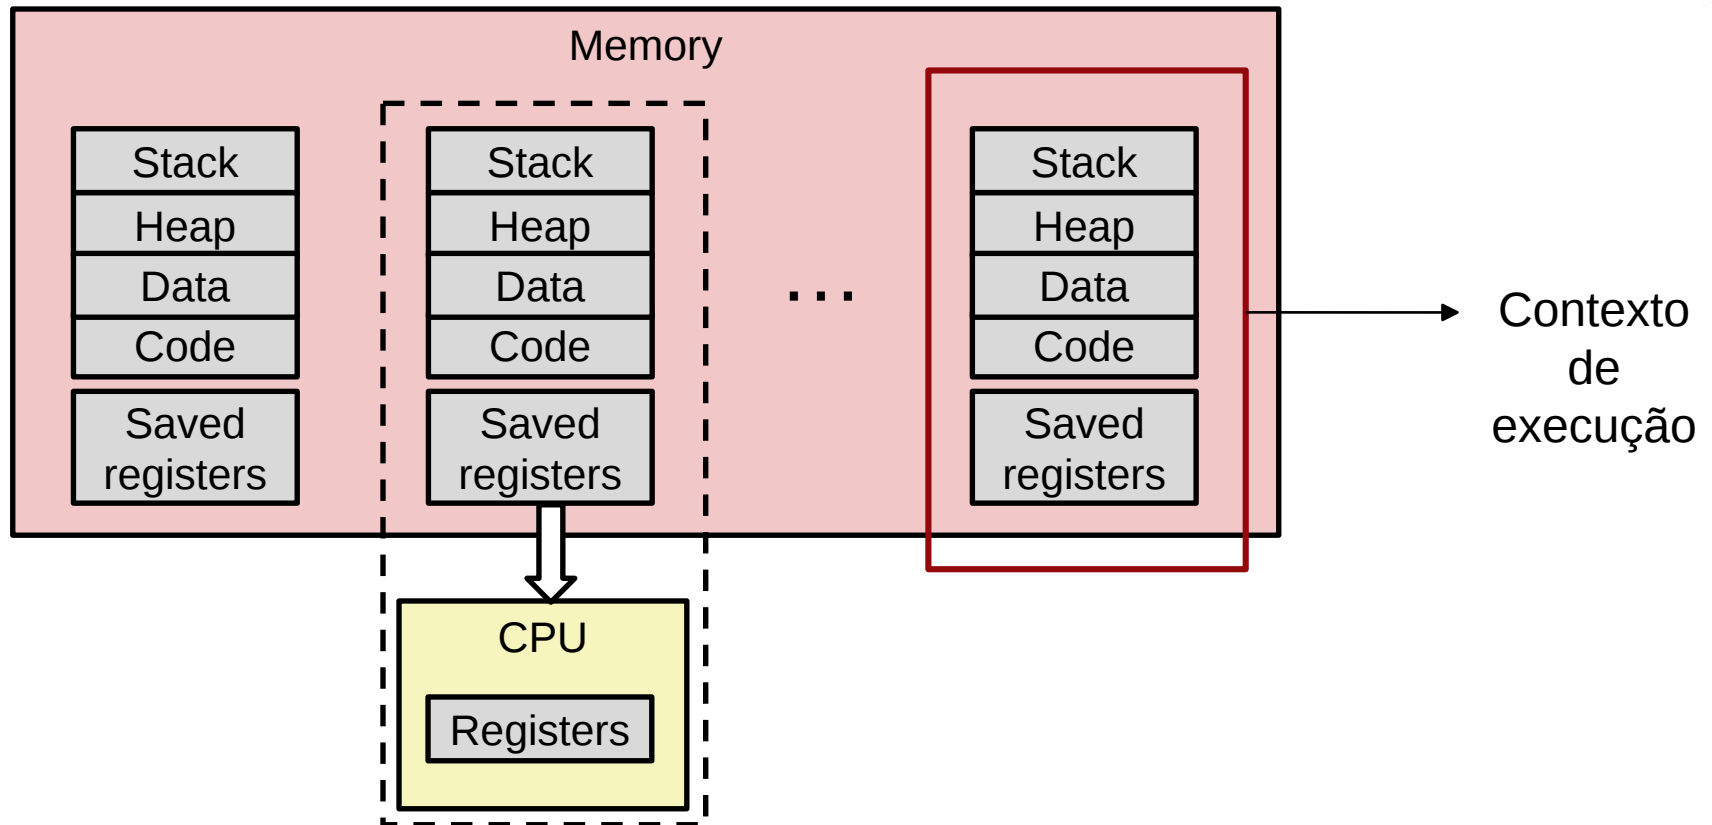 Memory
Stack
Heap
Data
Code
Saved
registers
Stack
Heap
Data
Code
Saved
registers
CPU
Registers
...
Stack
Heap
Data
Code
Saved
registers
Contexto
de
execução